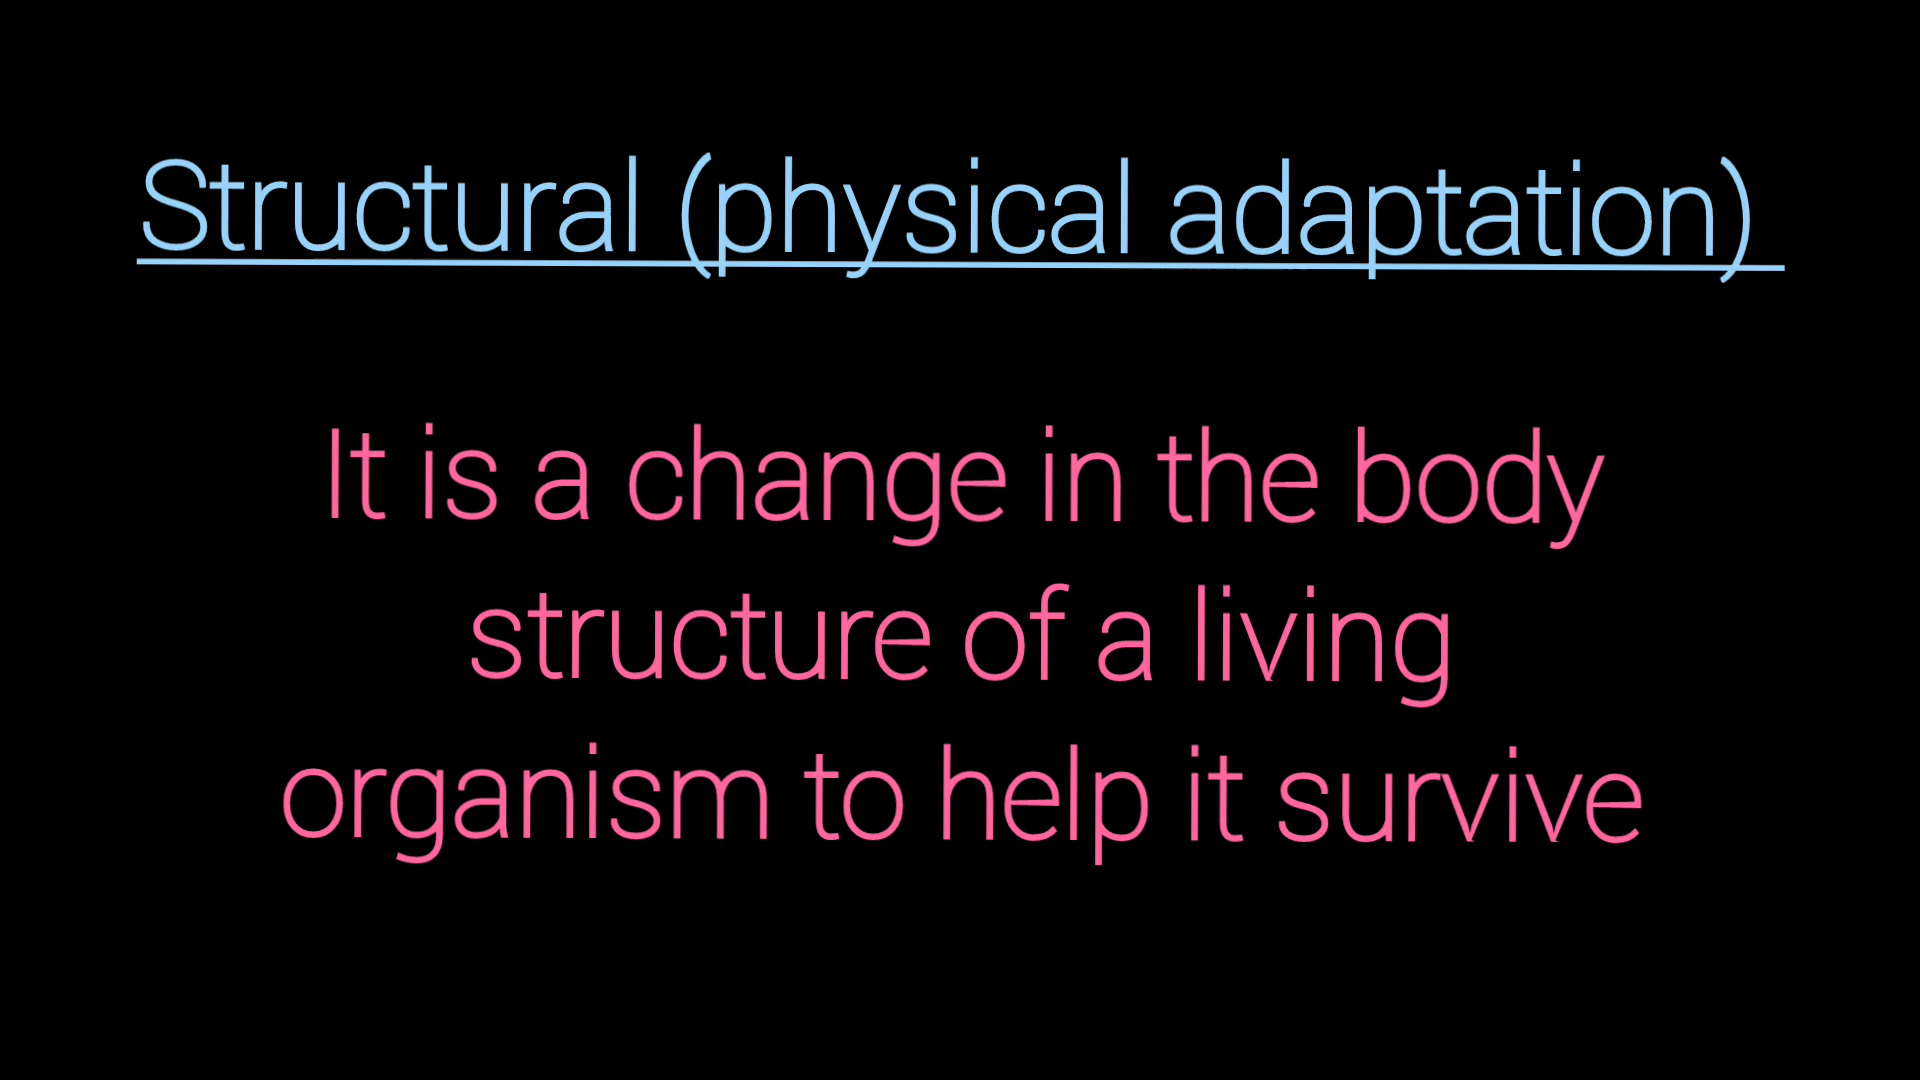 Structural (physical adaptation)
It is a change in the body
structure of a living
organism to help it survive